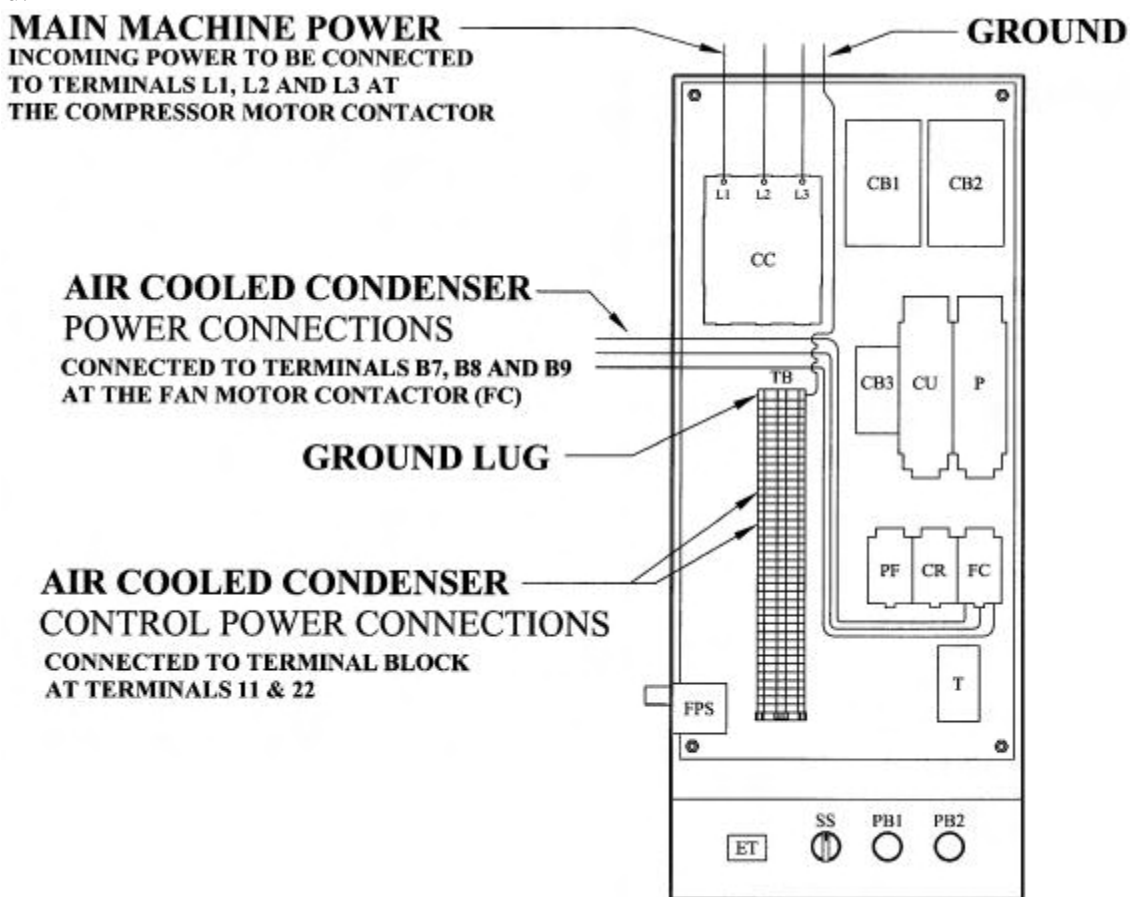 MAIN MACHINE POWER
INCOMING POWER TO BE CONNECTED
TO TERMINALS L1, L2 AND L3 AT
THE COMPRESSOR MOTOR CONTACTOR
GROUND
CB1
CB2
L1
L2
L3
CC
AIR COOLED CONDENSER
POWER CONNECTIONS
CONNECTED TO TERMINALS B7, B8 AND B9
AT THE FAN MOTOR CONTACTOR (FC)
TB
CB3
CU
P
GROUND LUG
AIR COOLED CONDENSER
CONTROL POWER CONNECTIONS
CONNECTED TO TERMINAL BLOCK
AT TERMINALS 11 & 22
PF
CR
FC
T
FPS
ET
SS
PB1
PB2